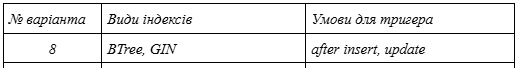 № варіанта Види індексів Умови для тригера
8 BTree, GIN after insert, update